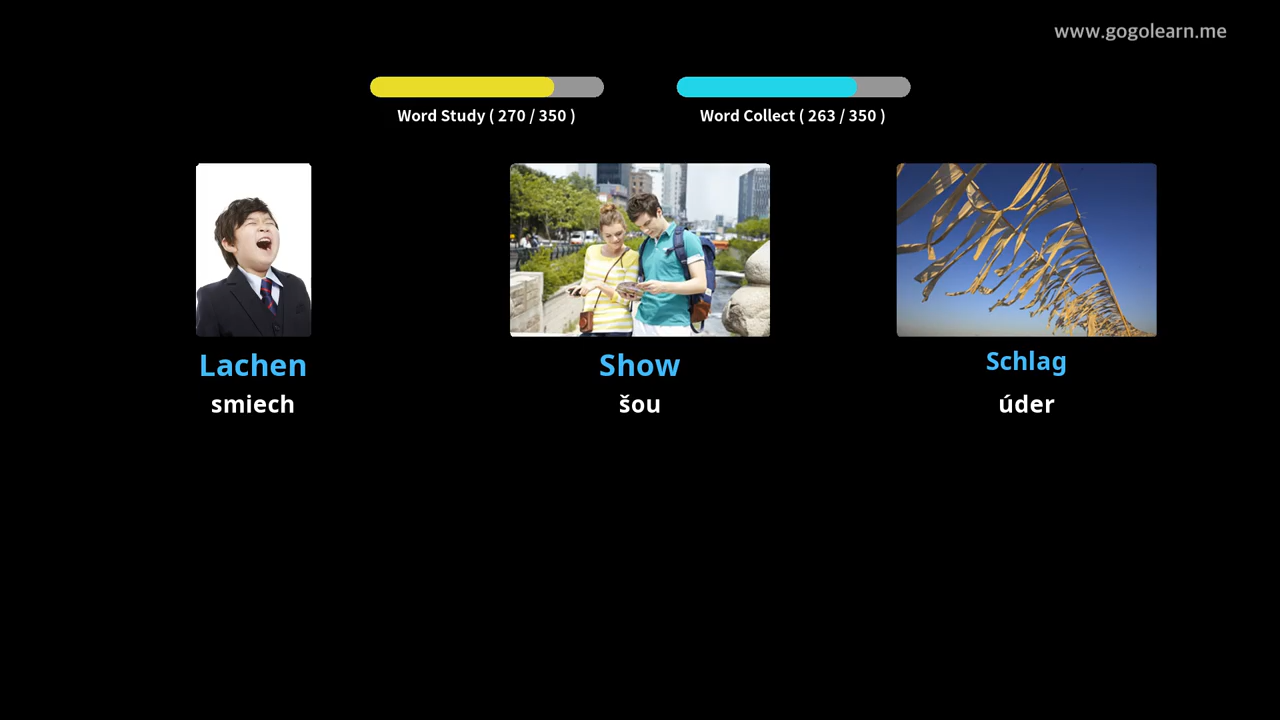 www.gogolearn.me
Word Study ( 270 / 350 )
Word Collect ( 263 / 350 )
Lachen
smiech
Show
šou
Schlag
úder